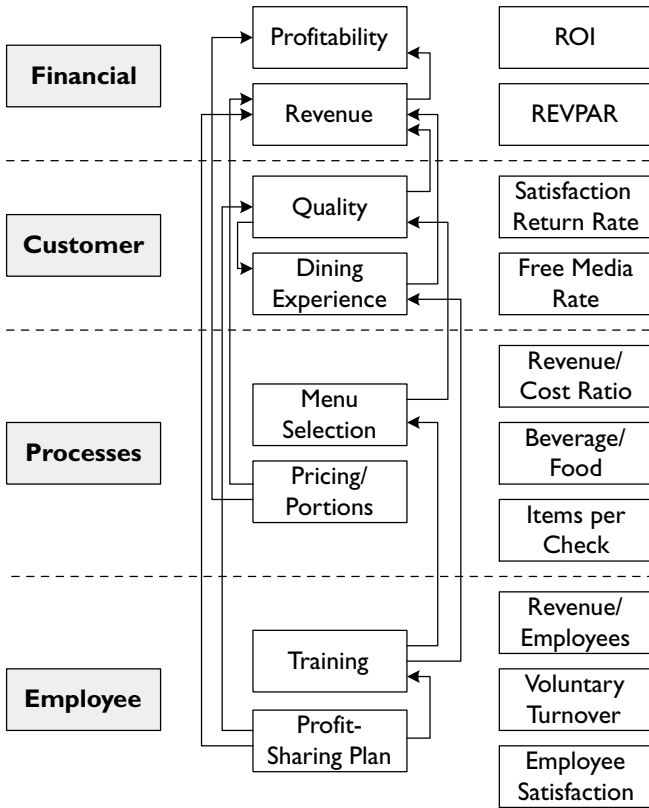 Financial
Profitability
Revenue
ROI
REVPAR
Customer
Quality
Dining
Experience
Satisfaction
Return Rate
Free Media
Rate
Processes
Menu
Selection
Pricing/
Portions
Revenue/
Cost Ratio
Beverage/
Food
Items per
Check
Employee
Training
Profit-
Sharing Plan
Revenue/
Employees
Voluntary
Turnover
Employee
Satisfaction